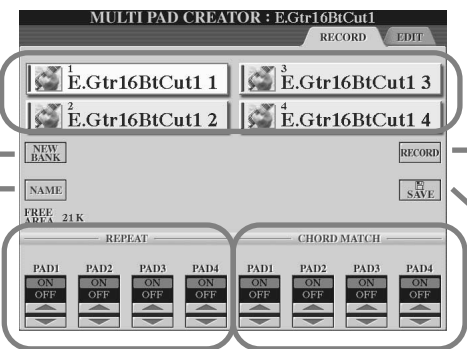 MULTI PAD CREATOR : E.Gtr16BtCut1
RECORD EDIT
1 E.Gtr16BtCut1 1
3 E.Gtr16BtCut1 3
2 E.Gtr16BtCut1 2
4 E.Gtr16BtCut1 4
NEW
BANK
RECORD
NAME
SAVE
FREE
AREA 21 K
REPEAT CHORD MATCH
PAD1 PAD2 PAD3 PAD4 PAD1 PAD2 PAD3 PAD4
ON ON ON ON ON ON ON ON
OFF OFF OFF OFF OFF OFF OFF OFF